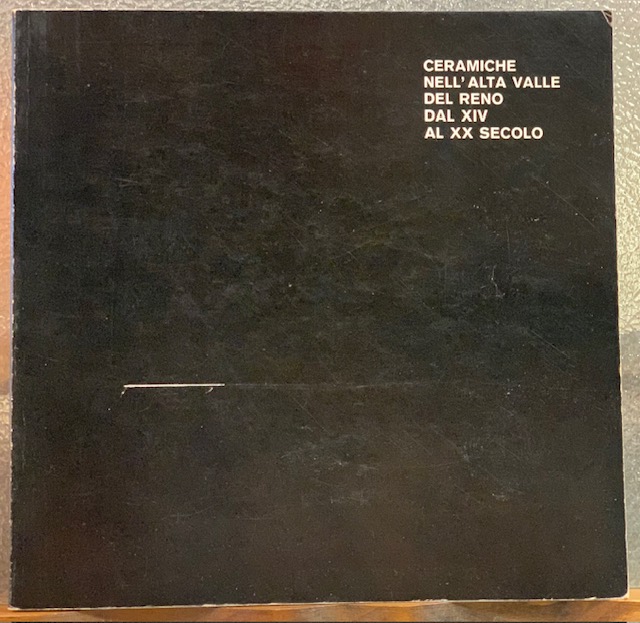 CERAMICHE
NELL'ALTA VALLE
DEL RENO
DAL XIV
AL XX SECOLO